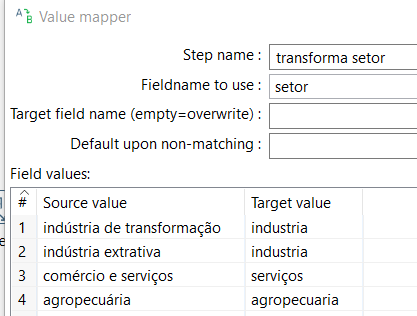 Value mapper
Step name : transforma setor
Fieldname to use : setor
Target field name (empty=overwrite) :
Default upon non-matching :
Field values:
# Source value Target value
1 indústria de transformação industria
2 indústria extrativa industria
3 comércio e serviços serviços
4 agropecuária agropecuaria